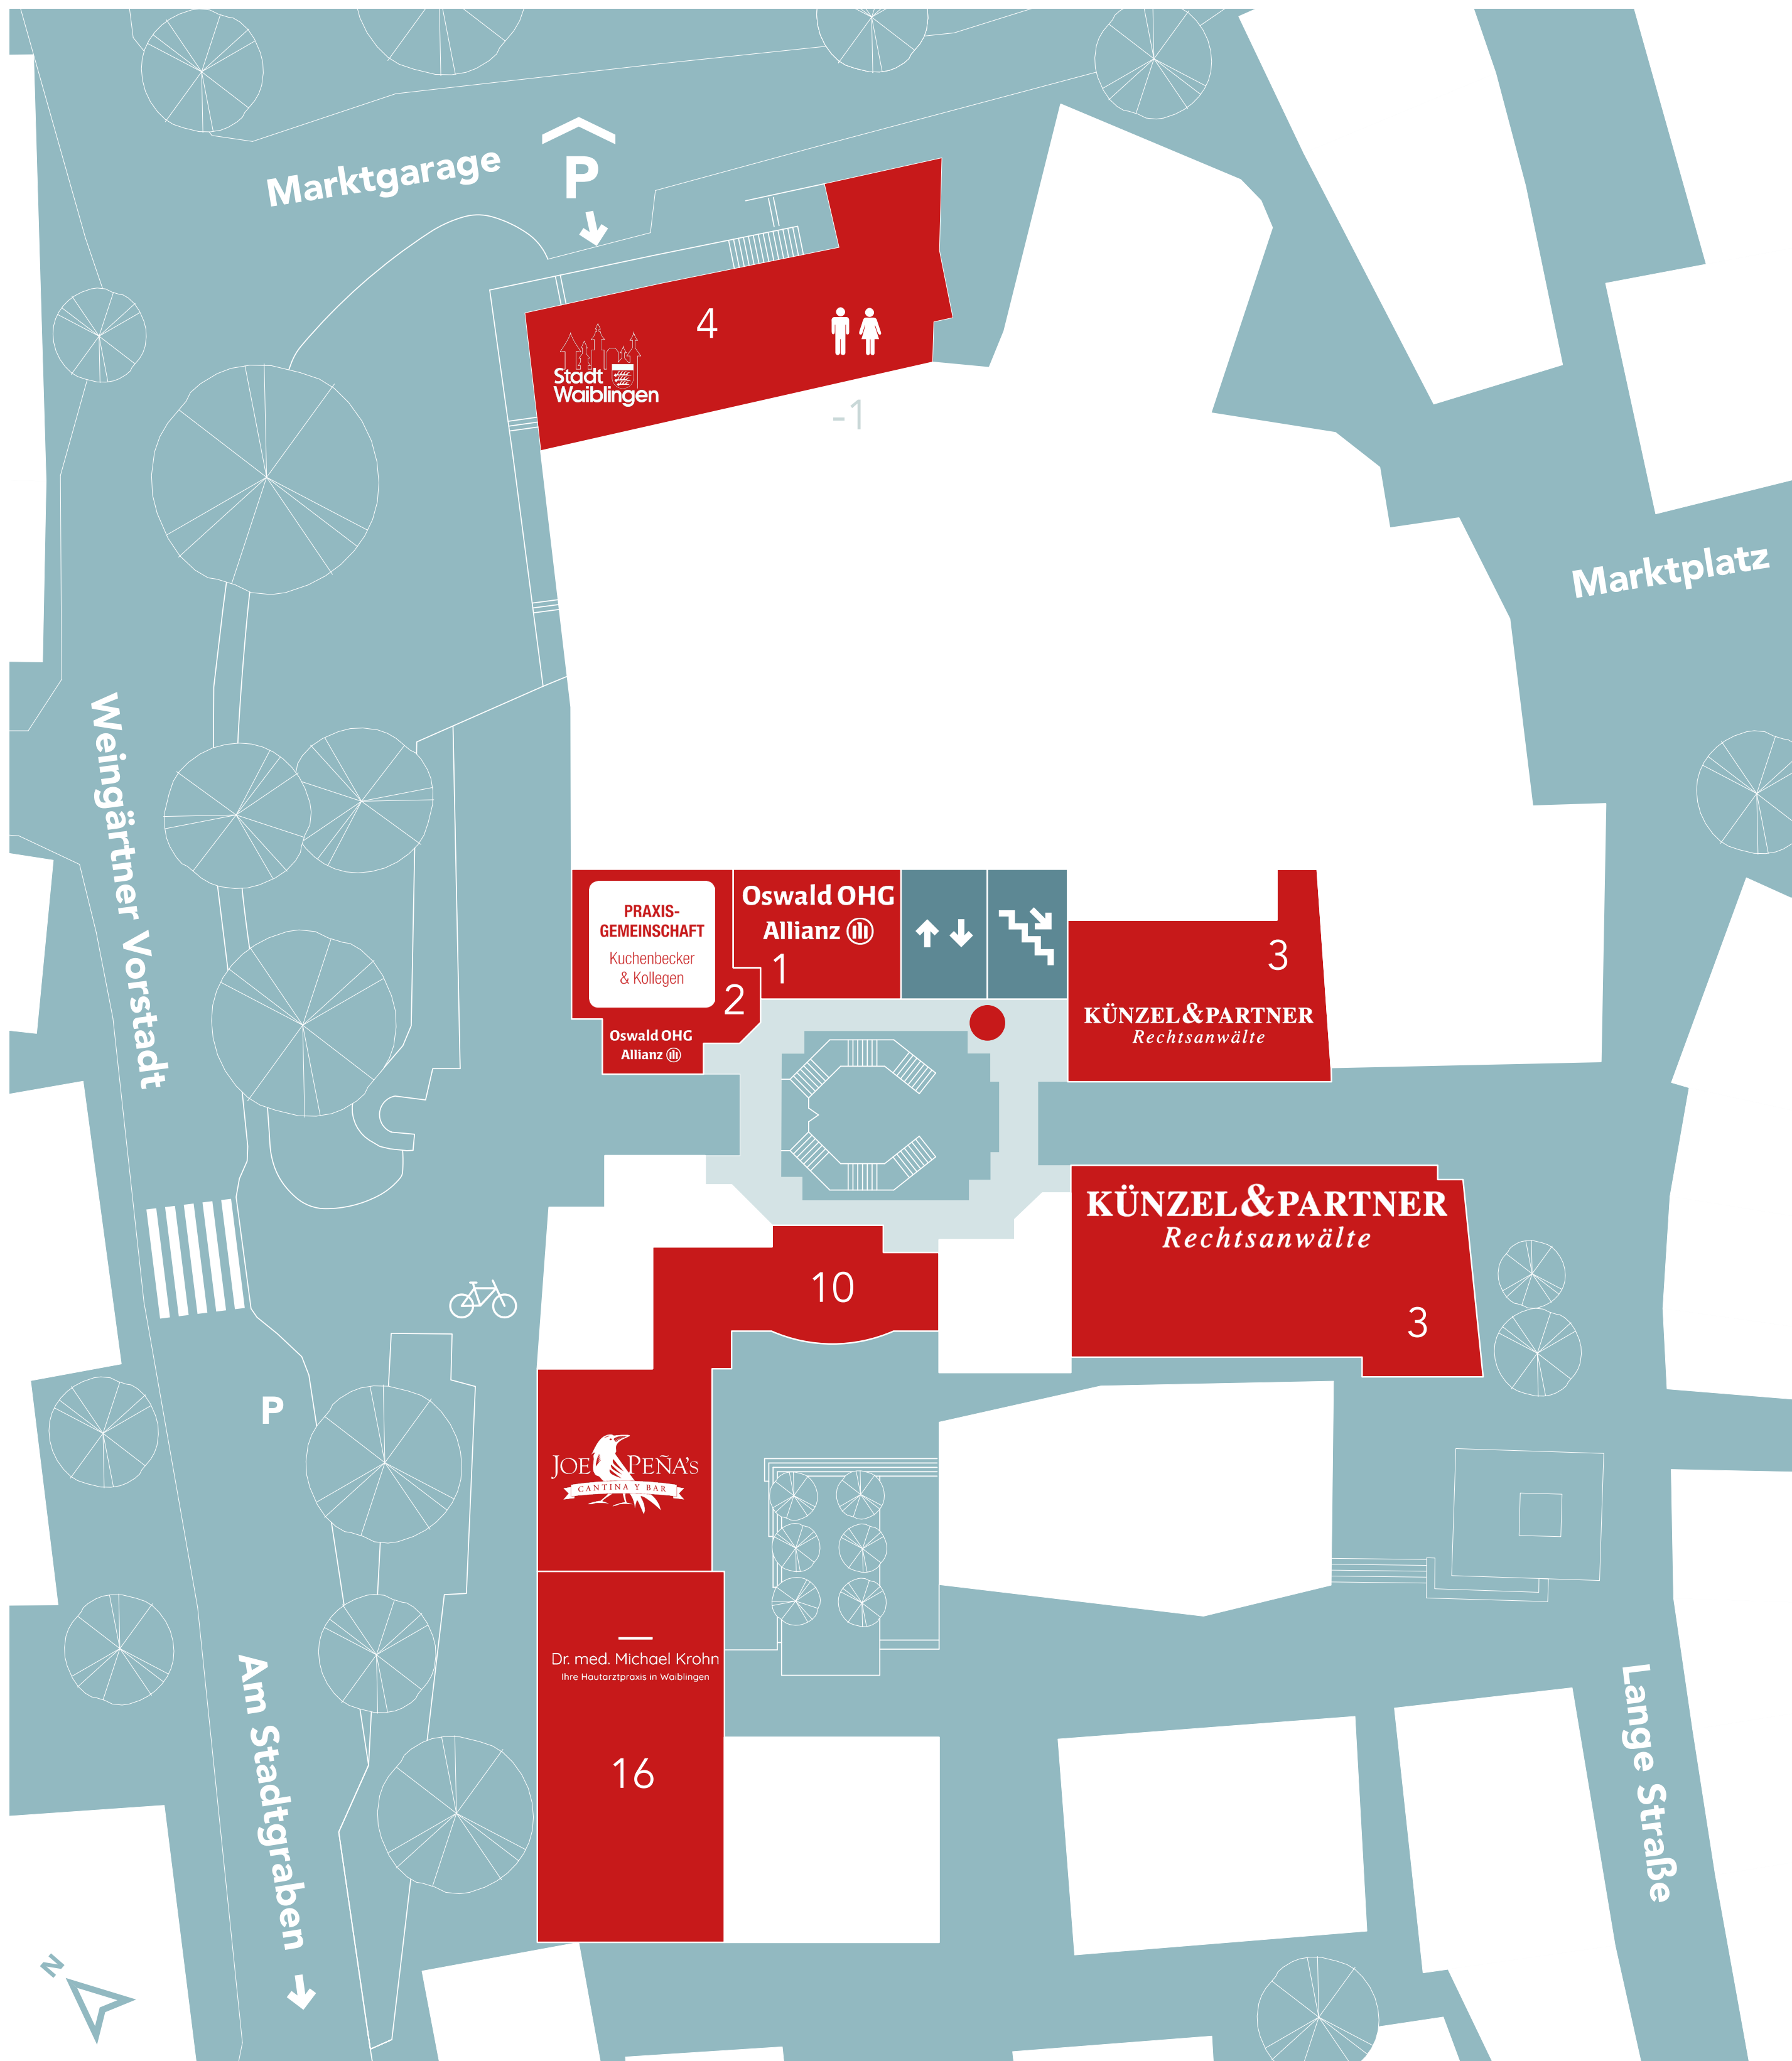 Marktgarage
P
4
Stadt
Waiblingen
-1
Marktplatz
Weingärtner Vorstadt
PRAXIS-
GEMEINSCHAFT
Kuchenbecker
& Kollegen
2
Oswald OHG
Allianz
Oswald OHG
Allianz
1
3
KÜNZEL&PARTNER
Rechtsanwälte
KÜNZEL&PARTNER
Rechtsanwälte
3
10
P
JOE PEÑA'S
CANTINA Y BAR
Dr. med. Michael Krohn
Ihre Hautarztpraxis in Waiblingen
16
Am Stadtgraben
Lange Straße
N